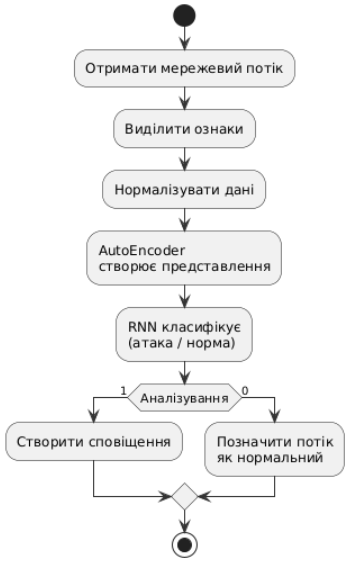 Отримати мережевий потік
Виділити ознаки
Нормалізувати дані
AutoEncoder
створює представлення
RNN класифікує
(атака / норма)
1
Аналізування
0
Створити сповіщення
Позначити потік
як нормальний